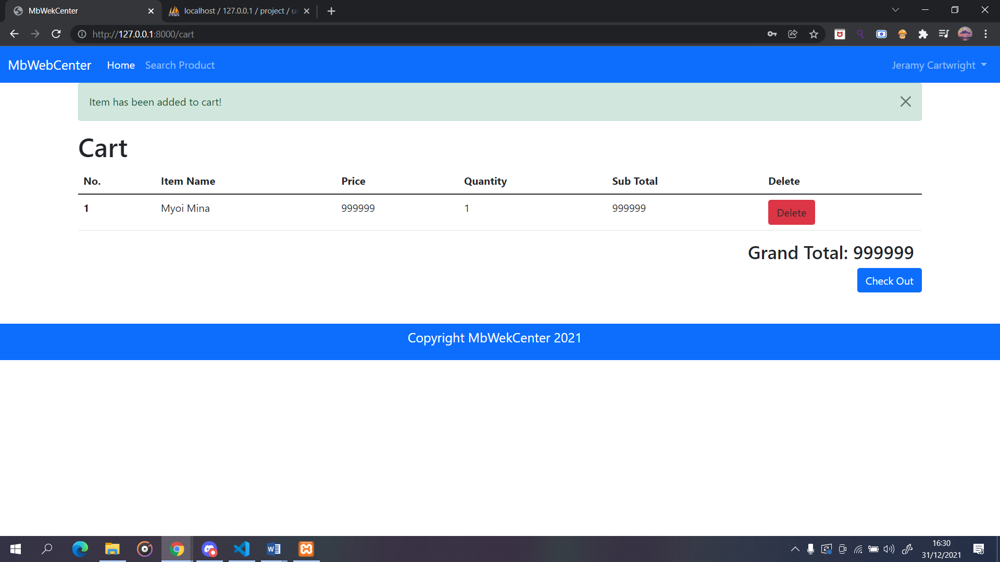 MbWekCenter
localhost / 127.0.0.1 / project / us
http://127.0.0.1:8000/cart
MbWebCenter Home Search Product Jeramy Cartwright
Item has been added to cart!
Cart
No. Item Name Price Quantity Sub Total Delete
1 Myoi Mina 999999 1 999999 Delete
Grand Total: 999999
Check Out
Copyright MbWekCenter 2021
16:30
31/12/2021